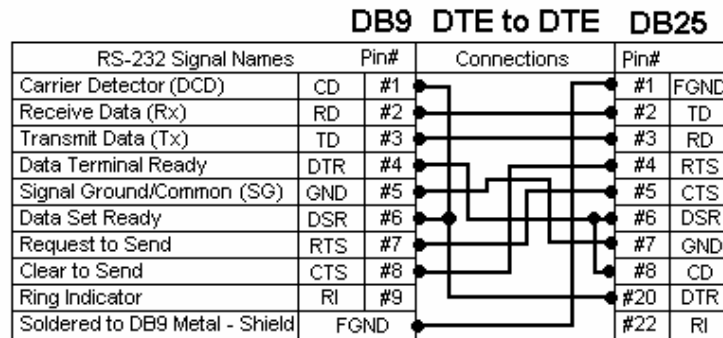 DB9 DTE to DTE DB25
RS-232 Signal Names Pin# Connections Pin#
Carrier Detector (DCD) CD #1 #1 FGND
Receive Data (Rx) RD #2 #2 TD
Transmit Data (Tx) TD #3 #3 RD
Data Terminal Ready DTR #4 #4 RTS
Signal Ground/Common (SG) GND #5 #5 CTS
Data Set Ready DSR #6 #6 DSR
Request to Send RTS #7 #7 GND
Clear to Send CTS #8 #8 CD
Ring Indicator RI #9 #20 DTR
Soldered to DB9 Metal - Shield FGND #22 RI